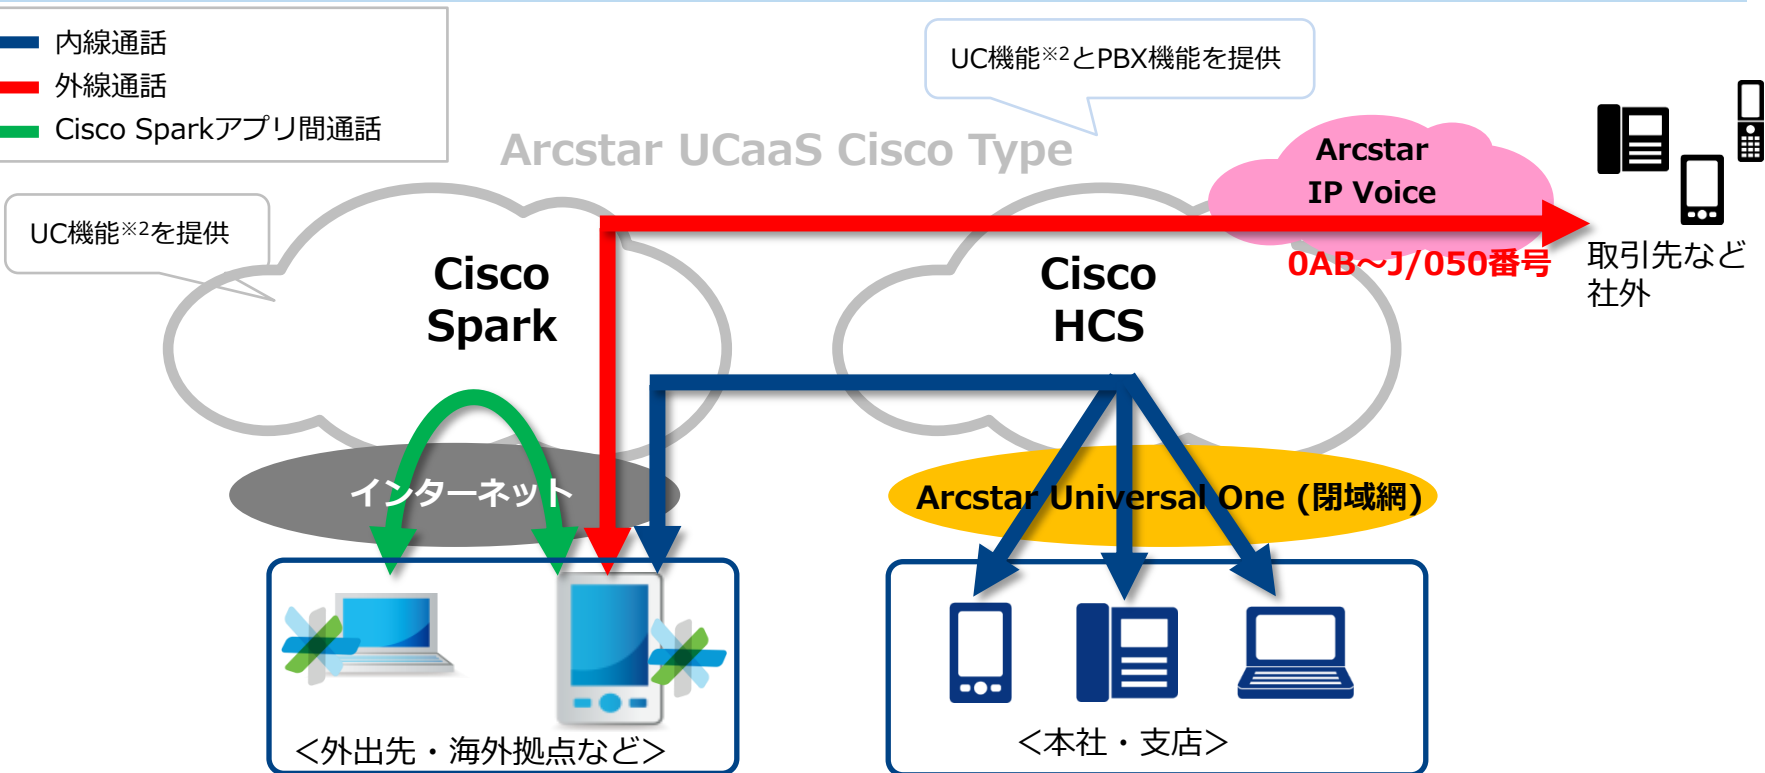 内線通話
外線通話
Cisco Sparkアプリ間通話
UC機能※2とPBX機能を提供
Arcstar UCaaS Cisco Type
Arcstar
IP Voice
UC機能※2を提供
Cisco
Spark
Cisco
HCS
0AB～J/050番号
取引先など
社外
インターネット
Arcstar Universal One (閉域網)
＜外出先・海外拠点など＞
＜本社・支店＞